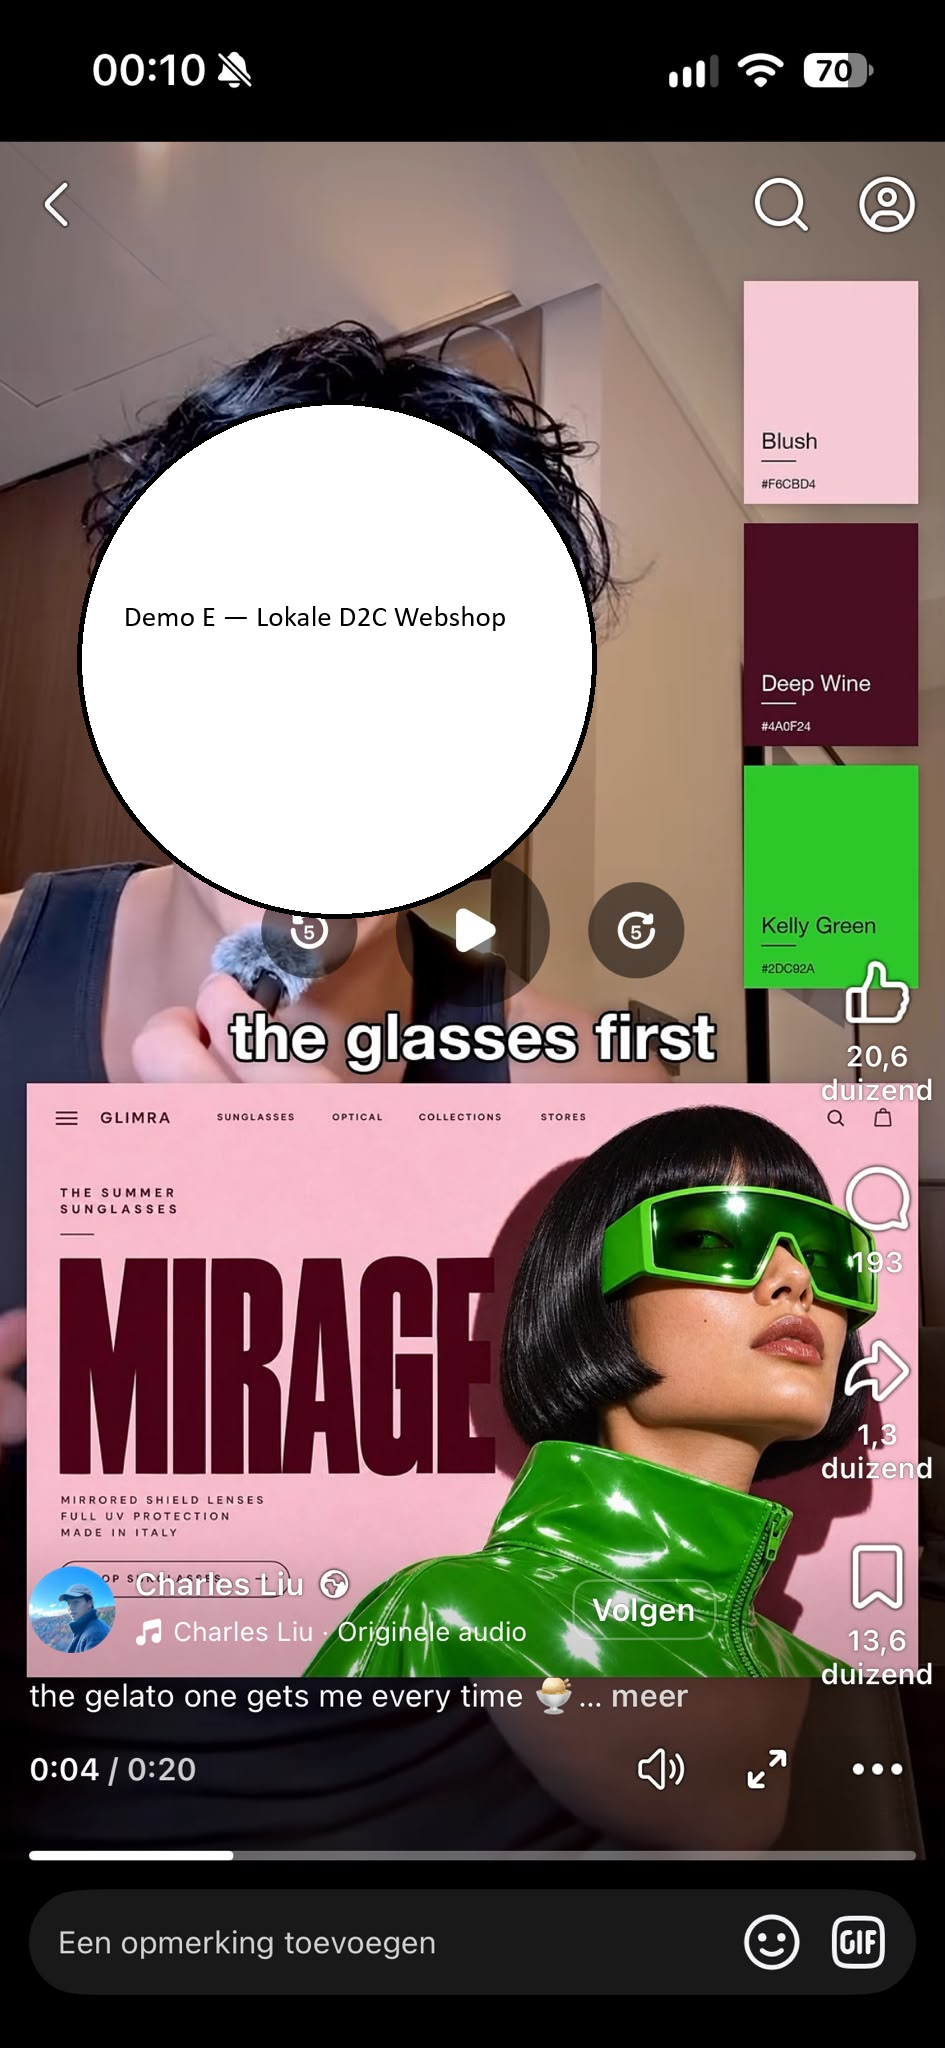 00:10
70
Blush
#F6CBD4
Demo E — Lokale D2C Webshop
Deep Wine
#4A0F24
Kelly Green
#2DC92A
5
5
the glasses first
20,6
duizend
GLIMRA SUNGLASSES OPTICAL COLLECTIONS STORES
THE SUMMER
SUNGLASSES
193
MIRAGE
1,3
duizend
MIRRORED SHIELD LENSES
FULL UV PROTECTION
MADE IN ITALY
Charles Liu
Volgen
Charles Liu · Originele audio
13,6
duizend
the gelato one gets me every time 🍨... meer
0:04 / 0:20
Een opmerking toevoegen
GIF